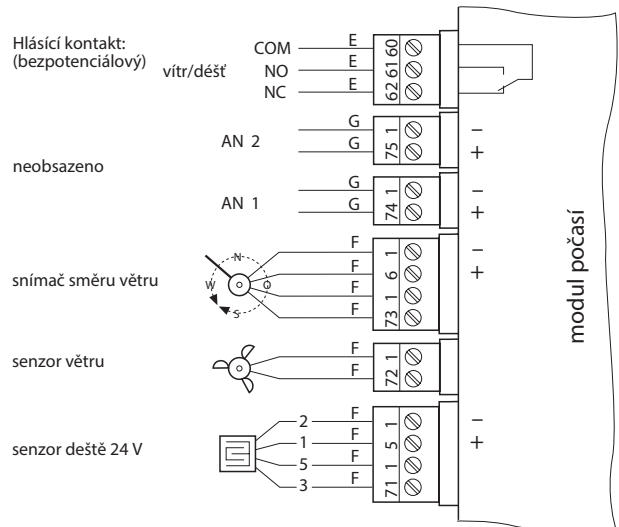 Hlásící kontakt:
(bezpotenciálový)
vítr/déšť
COM E 60
NO E 61
NC E 62
neobsazeno
AN 2
G 1 −
G 75 +
AN 1
G 1 −
G 74 +
snímač směru větru
N
W O
S
F 1 −
F 6 +
F 1
F 73
senzor větru
F 1
F 72
senzor deště 24 V
2 F 1 −
1 F 5 +
5 F 1
3 F 71
modul počasí